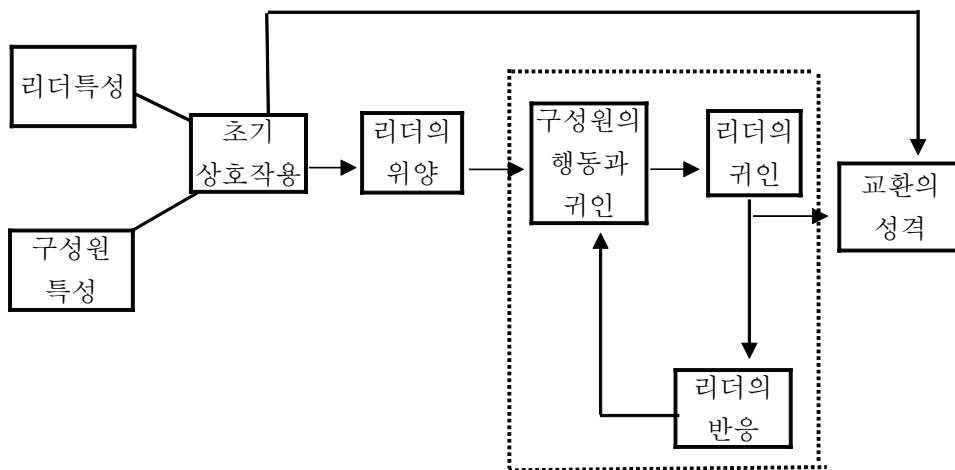 리더특성
초기
상호작용
구성원
특성
리더의
위양
구성원의
행동과
귀인
리더의
귀인
리더의
반응
교환의
성격